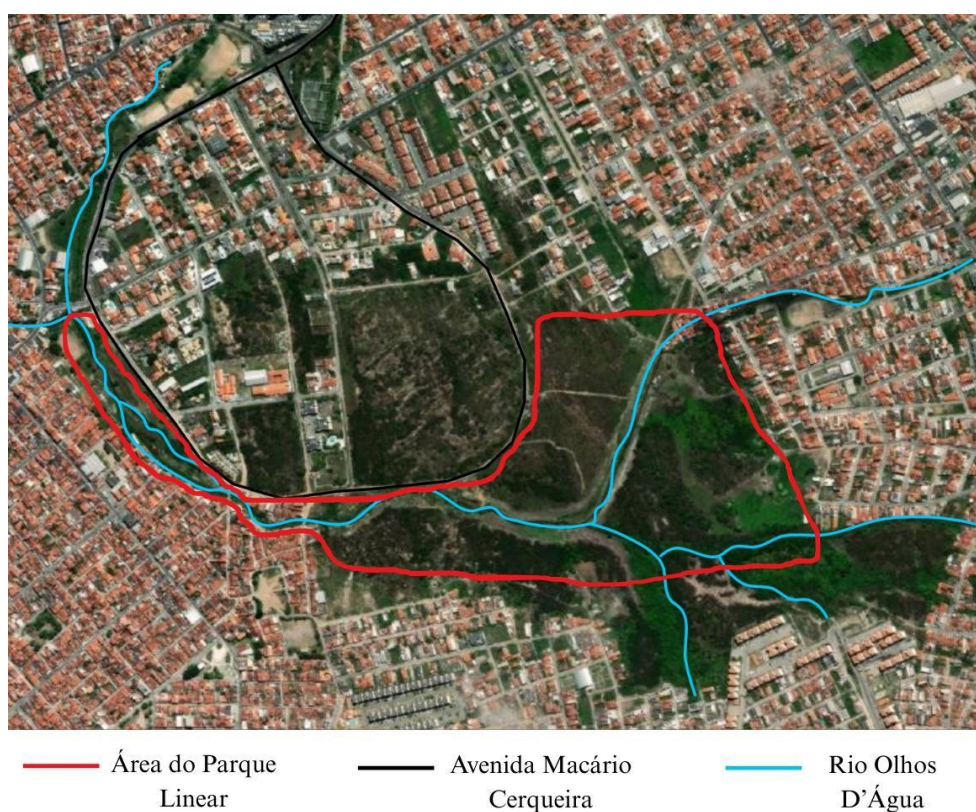 Área do Parque
Linear
Avenida Macário
Cerqueira
Rio Olhos
D'Água